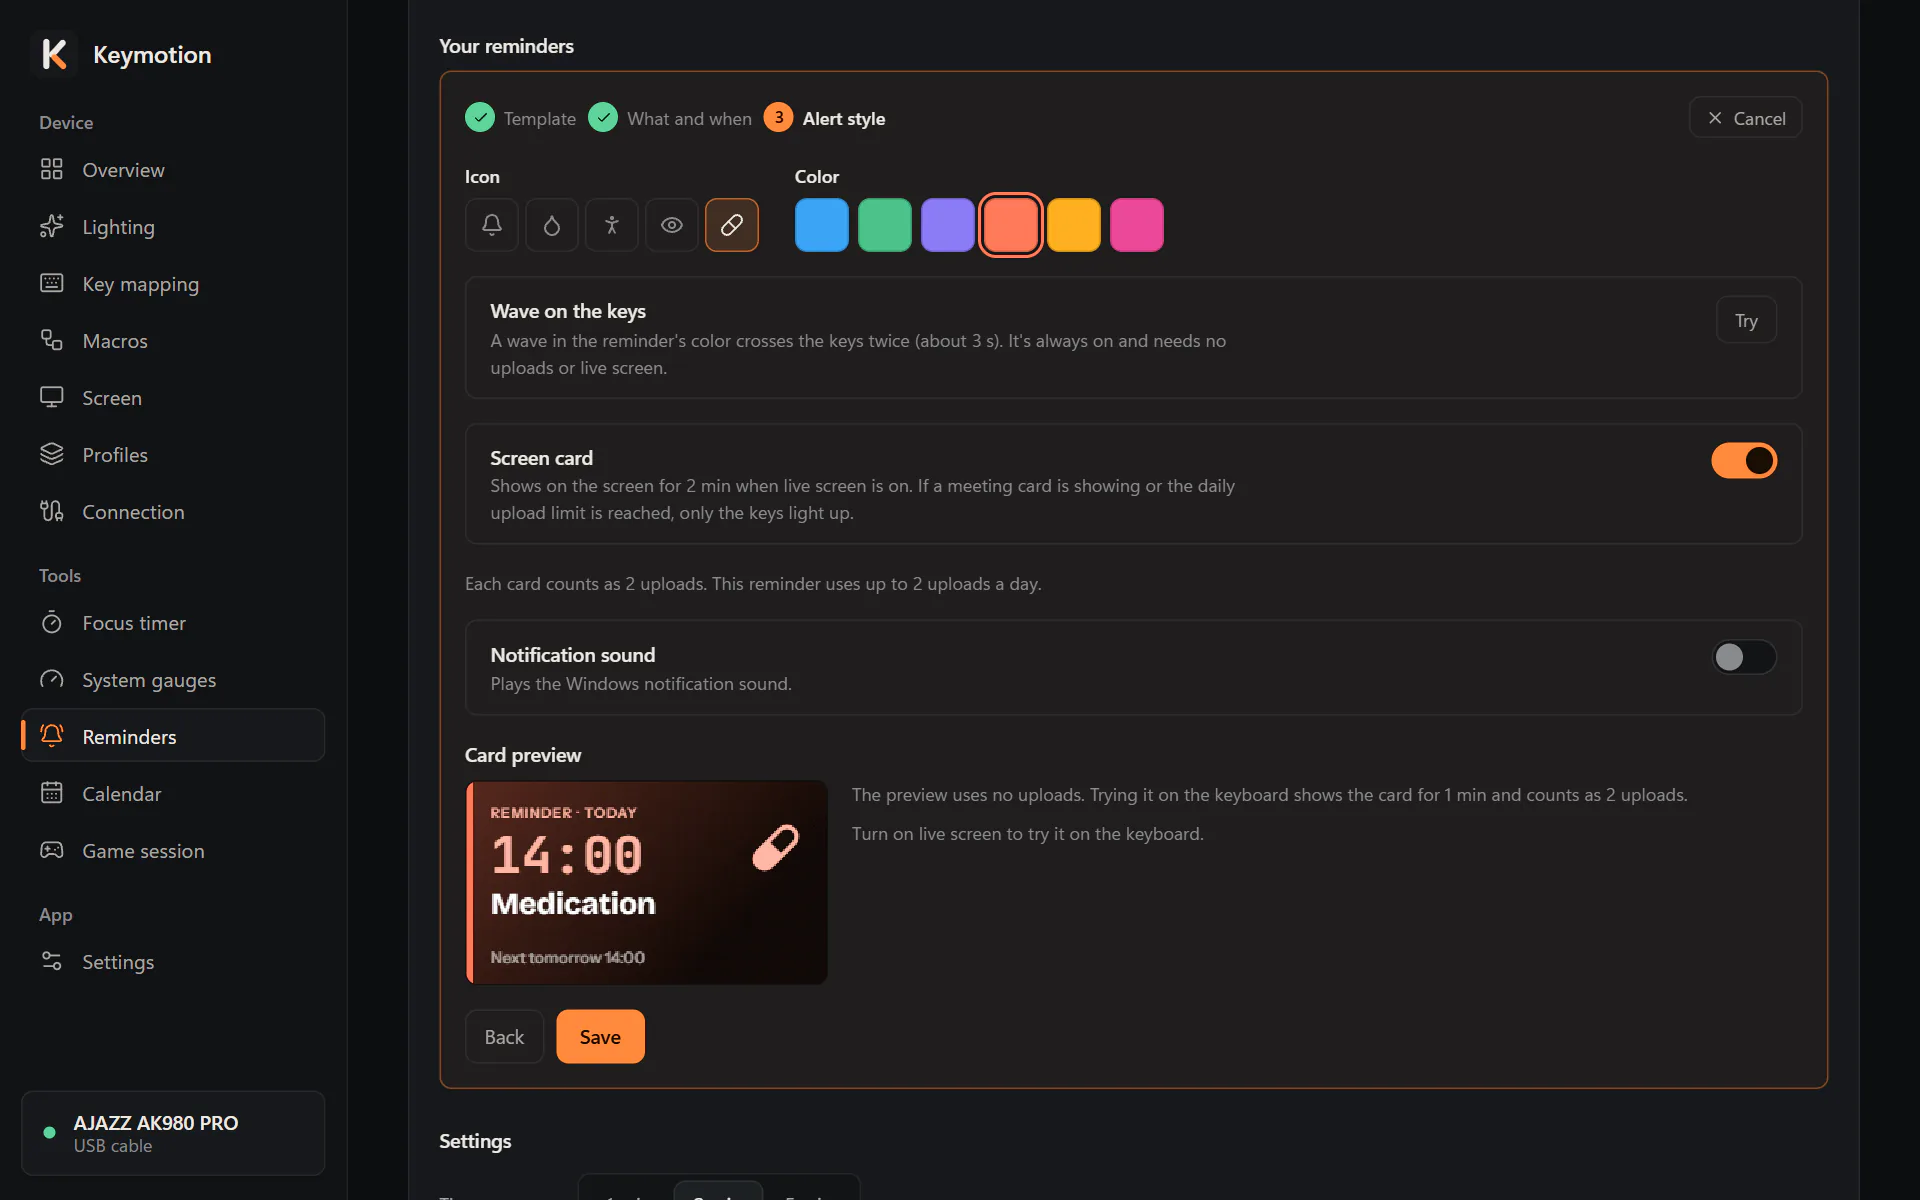 Keymotion
Device
Overview
Lighting
Key mapping
Macros
Screen
Profiles
Connection
Tools
Focus timer
System gauges
Reminders
Calendar
Game session
App
Settings
AJAZZ AK980 PRO
USB cable
Your reminders
Template
What and when
3 Alert style
Cancel
Icon
Color
Wave on the keys
A wave in the reminder's color crosses the keys twice (about 3 s). It's always on and needs no
uploads or live screen.
Try
Screen card
Shows on the screen for 2 min when live screen is on. If a meeting card is showing or the daily
upload limit is reached, only the keys light up.
Each card counts as 2 uploads. This reminder uses up to 2 uploads a day.
Notification sound
Plays the Windows notification sound.
Card preview
REMINDER · TODAY
14:00
Medication
Next tomorrow 14:00
The preview uses no uploads. Trying it on the keyboard shows the card for 1 min and counts as 2 uploads.
Turn on live screen to try it on the keyboard.
Back
Save
Settings